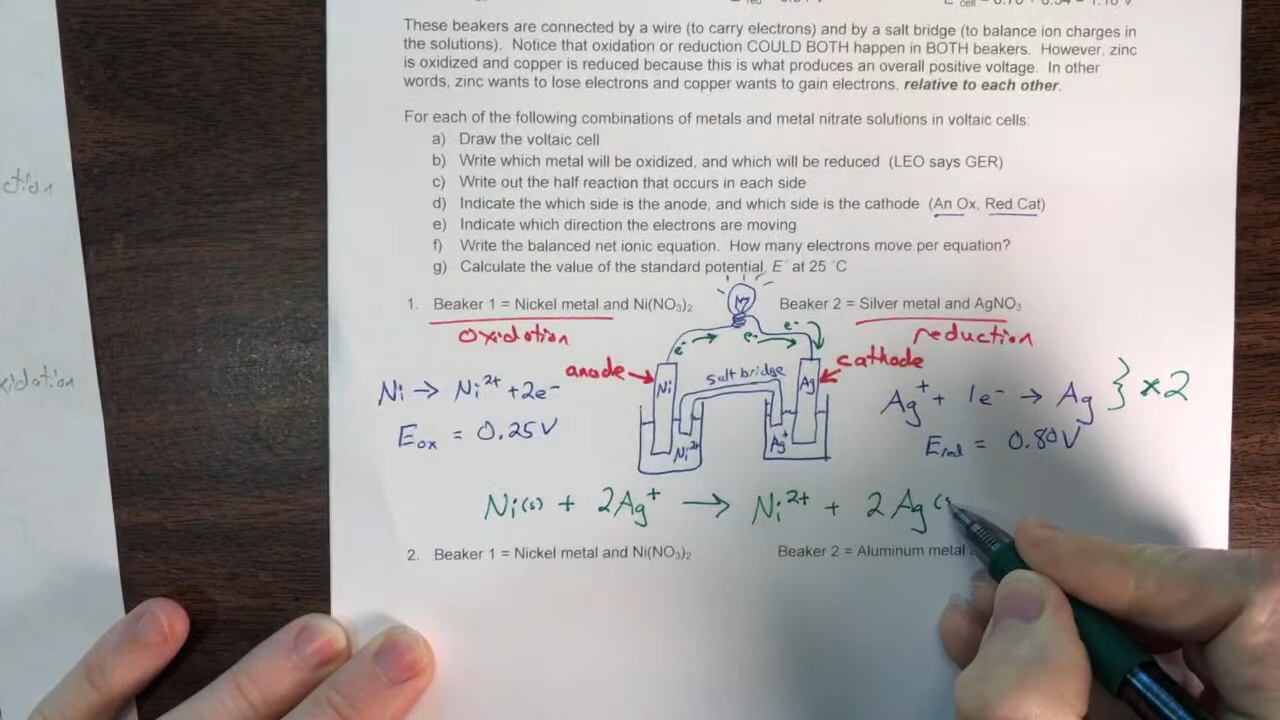 cell
These beakers are connected by a wire (to carry electrons) and by a salt bridge (to balance ion charges in
the solutions). Notice that oxidation or reduction COULD BOTH happen in BOTH beakers. However, zinc
is oxidized and copper is reduced because this is what produces an overall positive voltage. In other
words, zinc wants to lose electrons and copper wants to gain electrons, relative to each other.
For each of the following combinations of metals and metal nitrate solutions in voltaic cells:
a) Draw the voltaic cell
b) Write which metal will be oxidized, and which will be reduced (LEO says GER)
c) Write out the half reaction that occurs in each side
d) Indicate the which side is the anode, and which side is the cathode (An Ox, Red Cat)
e) Indicate which direction the electrons are moving
f) Write the balanced net ionic equation. How many electrons move per equation?
g) Calculate the value of the standard potential, E° at 25 °C
1. Beaker 1 = Nickel metal and Ni(NO₃)₂ Beaker 2 = Silver metal and AgNO₃
oxidation e⁻ → e⁻ → e⁻ reduction
anode → Ni salt bridge Ag ← cathode
Ni → Ni²⁺ + 2e⁻ Ag⁺ + 1e⁻ → Ag } x2
Eox = 0.25V Ni²⁺ Ag⁺ Ered = 0.80V
Ni(s) + 2Ag⁺ → Ni²⁺ + 2Ag(s
2. Beaker 1 = Nickel metal and Ni(NO₃)₂ Beaker 2 = Aluminum metal